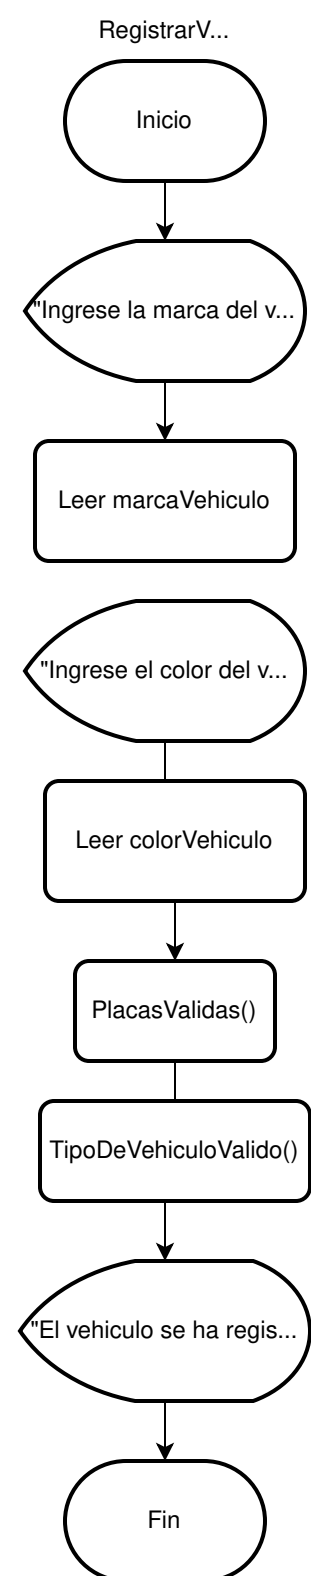 RegistrarV...
Inicio
"Ingrese la marca del v...
Leer marcaVehiculo
"Ingrese el color del v...
Leer colorVehiculo
PlacasValidas()
TipoDeVehiculoValido()
"El vehiculo se ha regis...
Fin